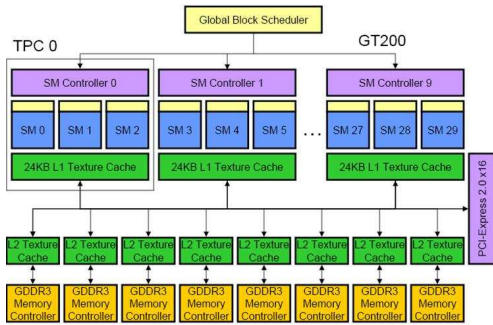 Global Block Scheduler
TPC 0
GT200
SM Controller 0
SM Controller 1
SM Controller 9
SM 0
SM 1
SM 2
SM 3
SM 4
SM 5
...
SM 27
SM 28
SM 29
24KB L1 Texture Cache
24KB L1 Texture Cache
24KB L1 Texture Cache
PCI-Express 2.0 x16
L2 Texture
Cache
L2 Texture
Cache
L2 Texture
Cache
L2 Texture
Cache
L2 Texture
Cache
L2 Texture
Cache
L2 Texture
Cache
L2 Texture
Cache
GDDR3
Memory
Controller
GDDR3
Memory
Controller
GDDR3
Memory
Controller
GDDR3
Memory
Controller
GDDR3
Memory
Controller
GDDR3
Memory
Controller
GDDR3
Memory
Controller
GDDR3
Memory
Controller